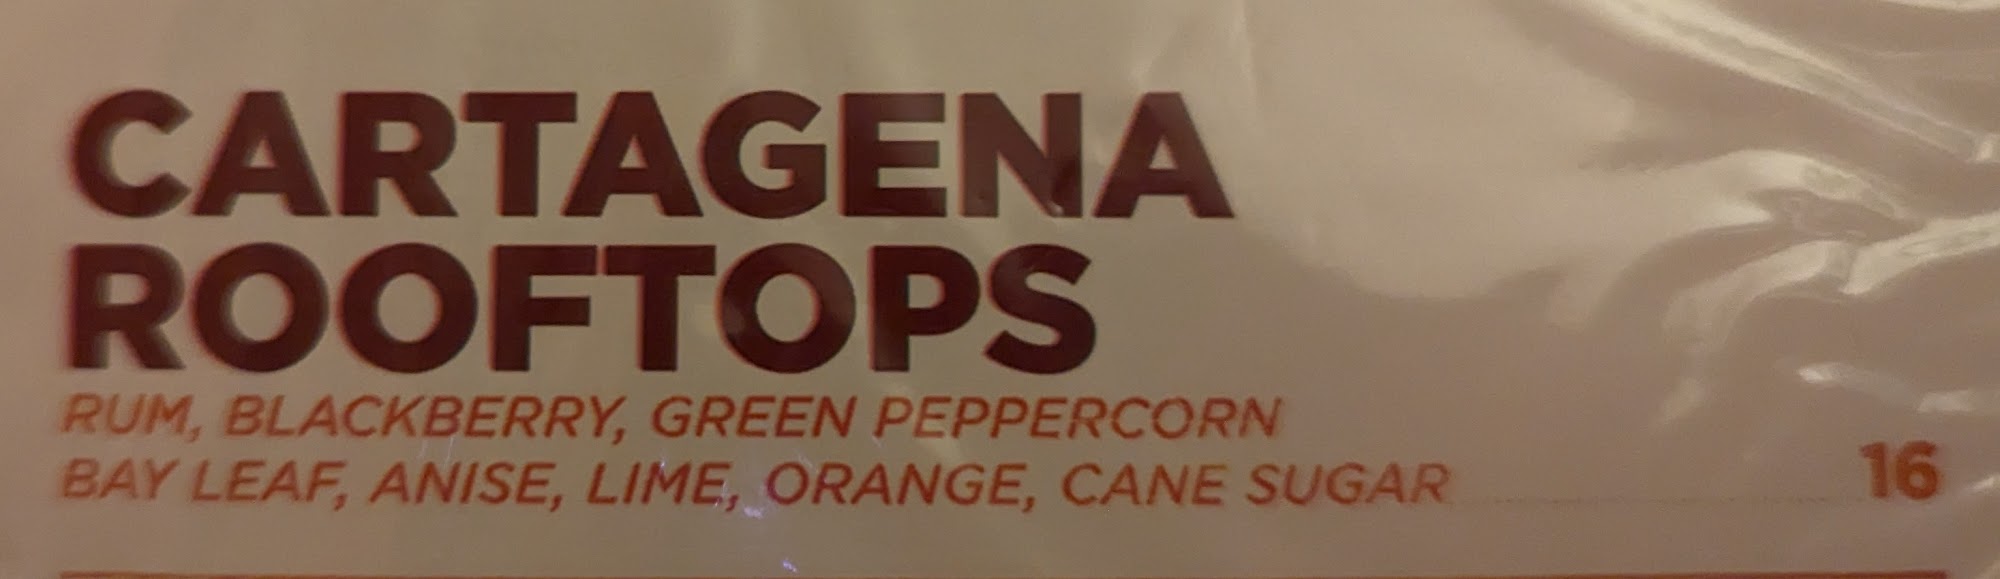 CARTAGENA
ROOFTOPS
RUM, BLACKBERRY, GREEN PEPPERCORN
BAY LEAF, ANISE, LIME, ORANGE, CANE SUGAR 16